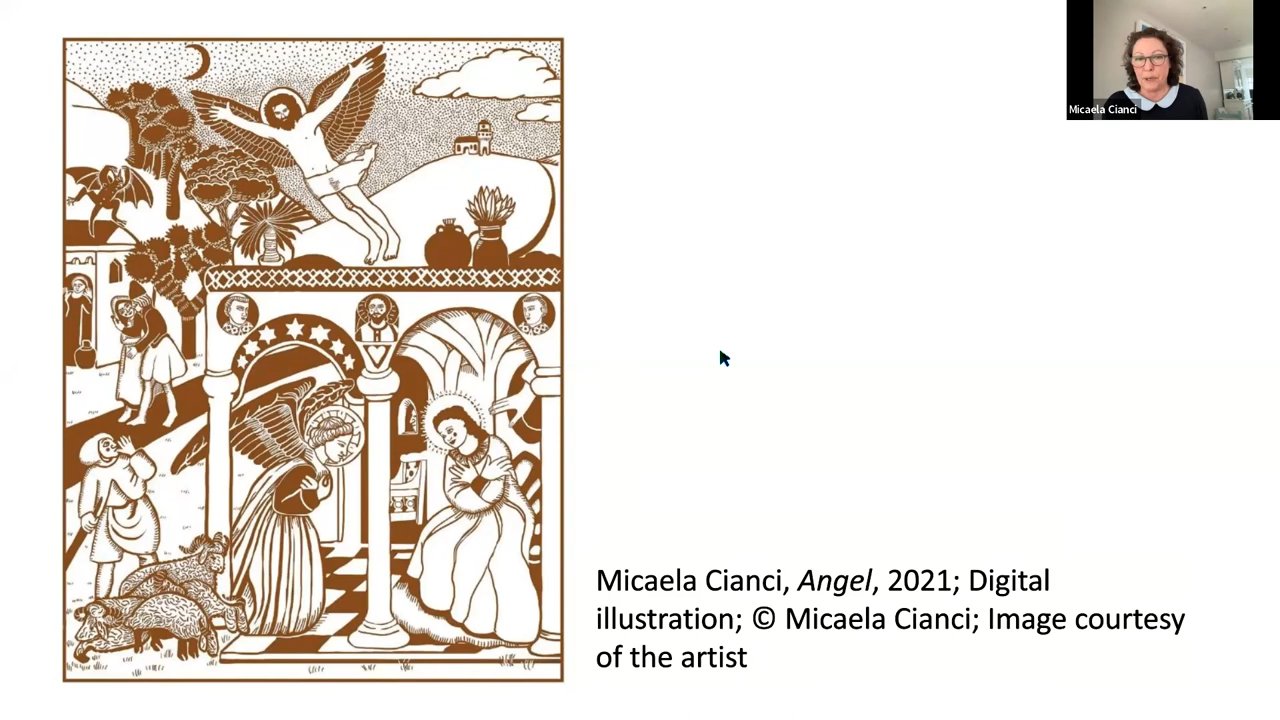 Micaela Cianci
Micaela Cianci, Angel, 2021; Digital
illustration; © Micaela Cianci; Image courtesy
of the artist